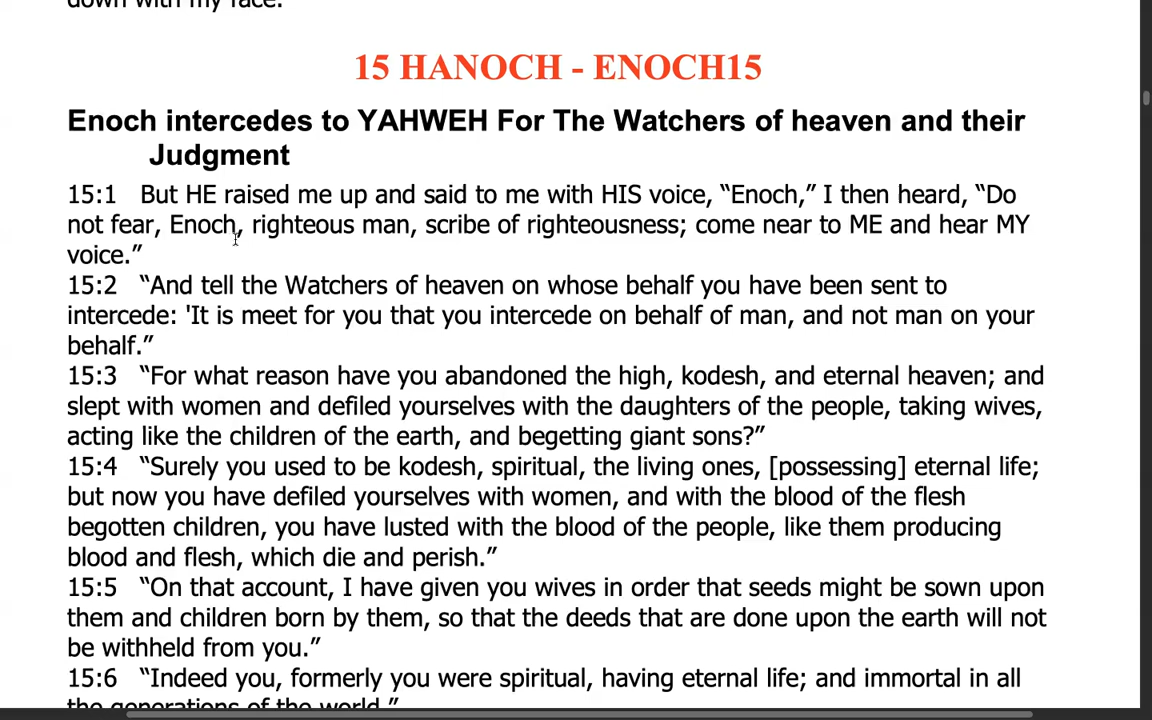 down with my face.
15 HANOCH - ENOCH15
Enoch intercedes to YAHWEH For The Watchers of heaven and their
Judgment
15:1 But HE raised me up and said to me with HIS voice, “Enoch,” I then heard, “Do
not fear, Enoch, righteous man, scribe of righteousness; come near to ME and hear MY
voice.”
15:2 “And tell the Watchers of heaven on whose behalf you have been sent to
intercede: 'It is meet for you that you intercede on behalf of man, and not man on your
behalf.”
15:3 “For what reason have you abandoned the high, kodesh, and eternal heaven; and
slept with women and defiled yourselves with the daughters of the people, taking wives,
acting like the children of the earth, and begetting giant sons?”
15:4 “Surely you used to be kodesh, spiritual, the living ones, [possessing] eternal life;
but now you have defiled yourselves with women, and with the blood of the flesh
begotten children, you have lusted with the blood of the people, like them producing
blood and flesh, which die and perish.”
15:5 “On that account, I have given you wives in order that seeds might be sown upon
them and children born by them, so that the deeds that are done upon the earth will not
be withheld from you.”
15:6 “Indeed you, formerly you were spiritual, having eternal life; and immortal in all
the generations of the world.”